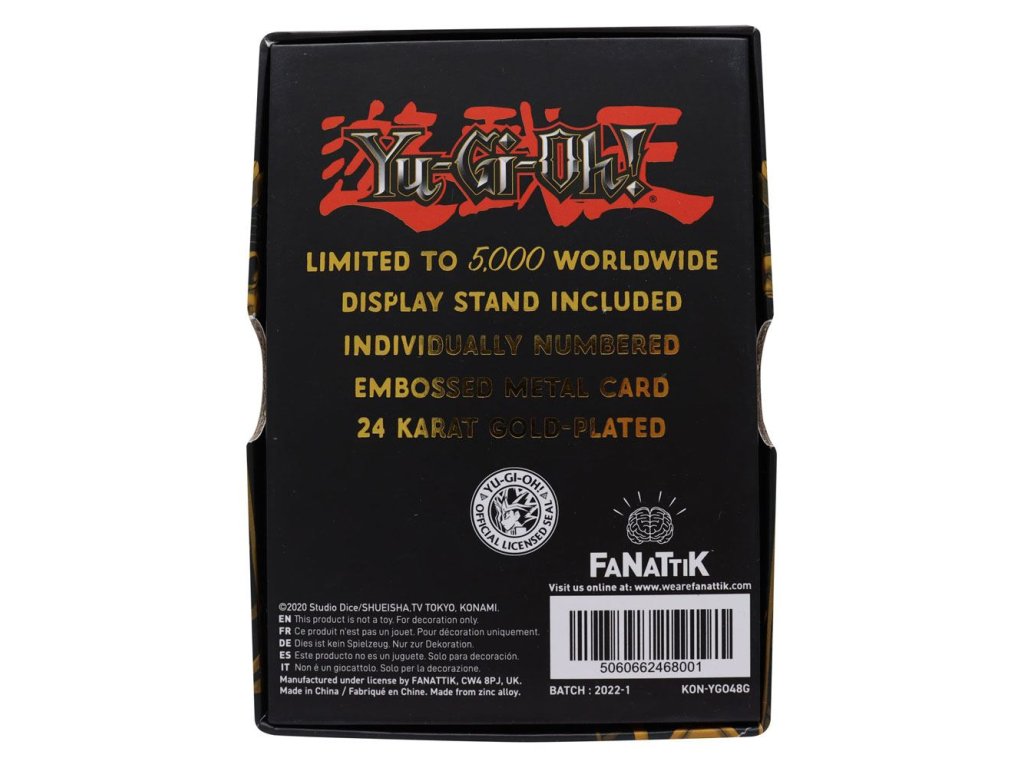 遊戯王
Yu-Gi-Oh!®
LIMITED TO 5,000 WORLDWIDE
DISPLAY STAND INCLUDED
INDIVIDUALLY NUMBERED
EMBOSSED METAL CARD
24 KARAT GOLD-PLATED
YU-GI-OH!
OFFICIAL LICENSED SEAL
FANATTIK
Visit us online at: www.wearefanattik.com
©2020 Studio Dice/SHUEISHA,TV TOKYO, KONAMI.
EN This product is not a toy. For decoration only.
FR Ce produit n'est pas un jouet. Pour décoration uniquement.
DE Dies ist kein Spielzeug. Nur zur Dekoration.
ES Este producto no es un juguete. Solo para decoración.
IT Non è un giocattolo. Solo per la decorazione.
Manufactured under license by FANATTIK, CW4 8PJ, UK.
Made in China / Fabriqué en Chine. Made from zinc alloy.
5060662468001
BATCH : 2022-1 KON-YGO48G